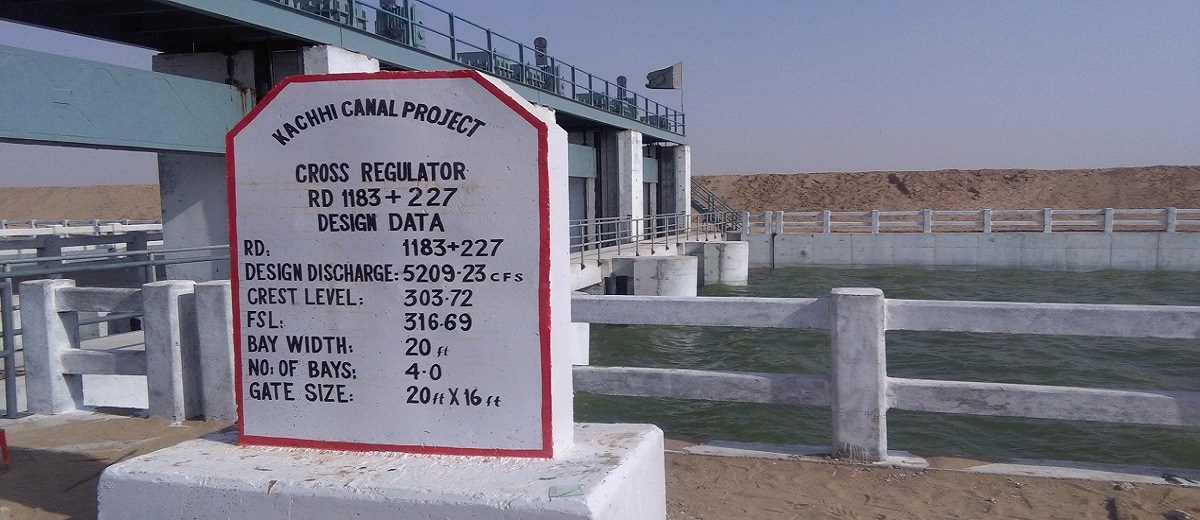 KACHHI CANAL PROJECT
CROSS REGULATOR
RD 1183+227
DESIGN DATA
RD: 1183+227
DESIGN DISCHARGE: 5209.23 CFS
CREST LEVEL: 303.72
FSL: 316.69
BAY WIDTH: 20 ft
NO: OF BAYS: 4.0
GATE SIZE: 20ft X 16 ft